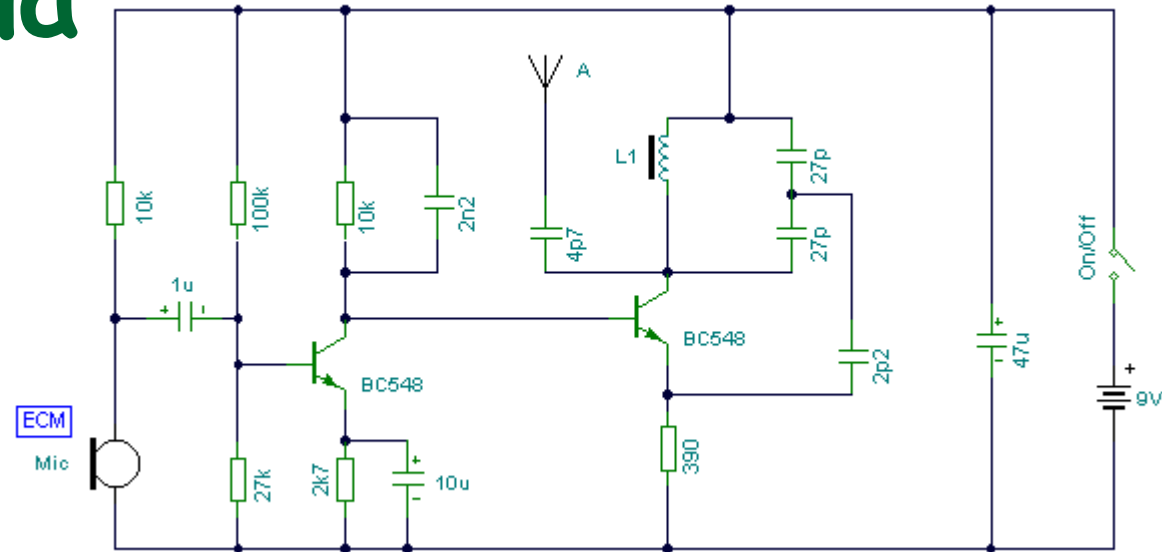 A
L1
27p
10k
100k
10k
2n2
4p7
27p
On/Off
1u
+ -
BC548
+
47u
-
2p2
+
9V
BC548
ECM
Mic
27k
2k7
+
10u
-
390